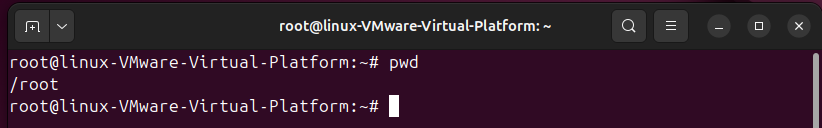 root@linux-VMware-Virtual-Platform: ~
root@linux-VMware-Virtual-Platform:~# pwd
/root
root@linux-VMware-Virtual-Platform:~#